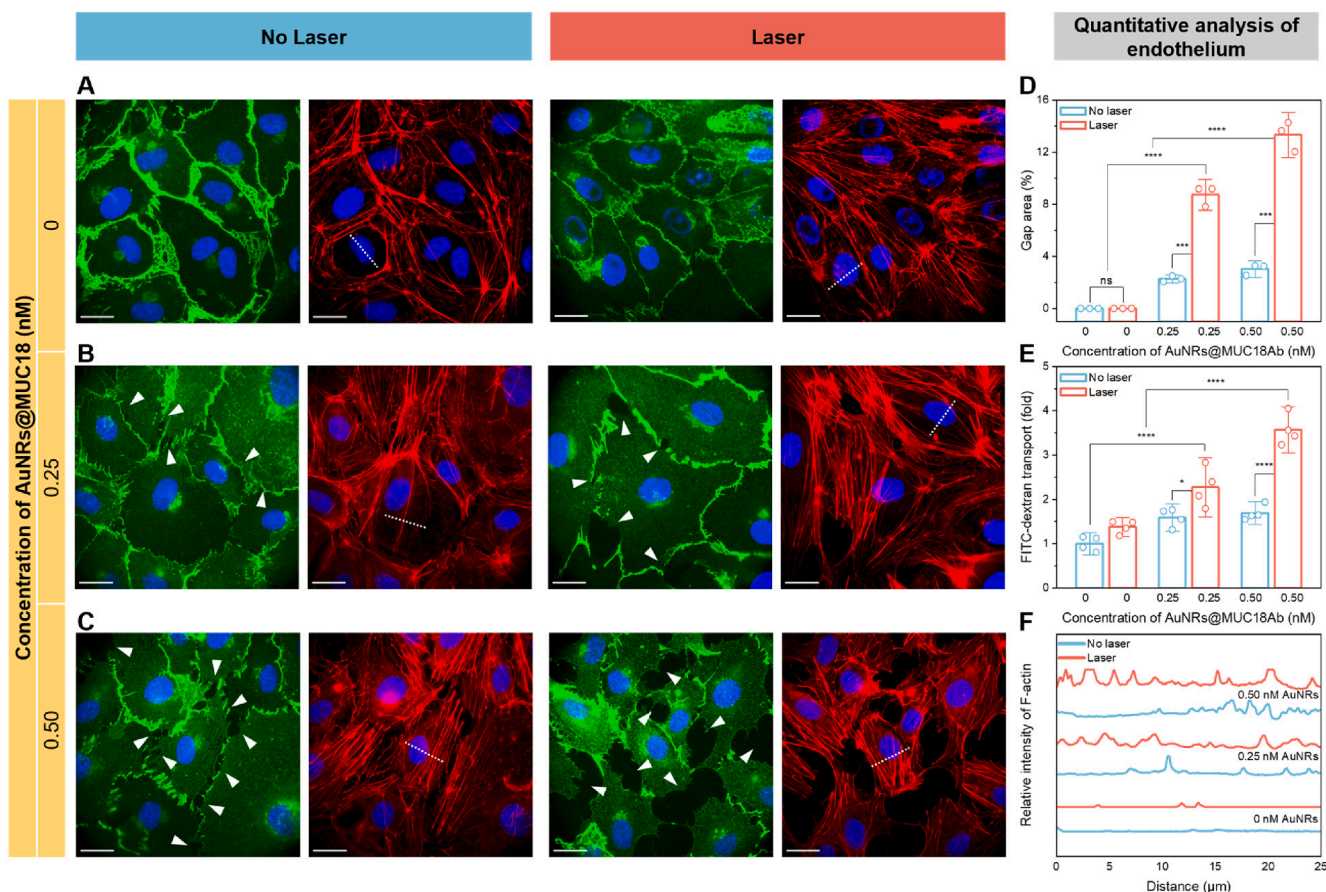 No Laser
Laser
Quantitative analysis of
endothelium
Concentration of AuNRs@MUC18 (nM)
0
0.25
0.50
A
B
C
D
No laser
Laser
Gap area (%)
16
12
8
4
0
ns
***
****
***
****
0
0
0.25
0.25
0.50
0.50
Concentration of AuNRs@MUC18Ab (nM)
E
No laser
Laser
FITC-dextran transport (fold)
5
4
3
2
1
0
****
*
****
****
0
0
0.25
0.25
0.50
0.50
Concentration of AuNRs@MUC18Ab (nM)
F
No laser
Laser
Relative intensity of F-actin
0.50 nM AuNRs
0.25 nM AuNRs
0 nM AuNRs
0
5
10
15
20
25
Distance (µm)